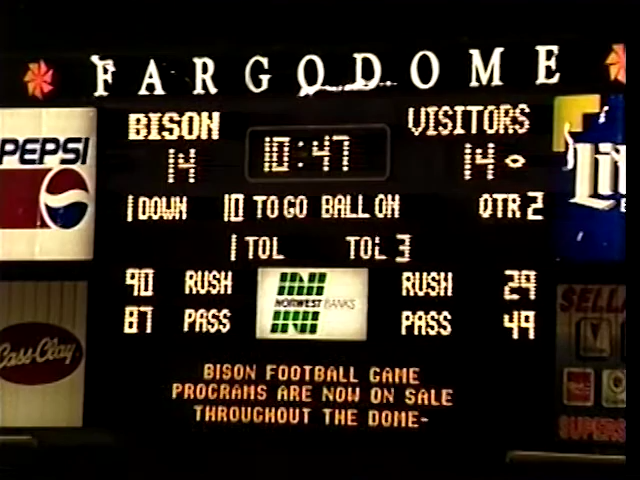 FARGODOME
BISON VISITORS
14 10:47 14
PEPSI
1 DOWN 10 TO GO BALL ON QTR 2
1 TOL TOL 3
90 RUSH RUSH 29
NORWEST BANKS
87 PASS PASS 49
Cass-Clay
BISON FOOTBALL GAME
PROGRAMS ARE NOW ON SALE
THROUGHOUT THE DOME-